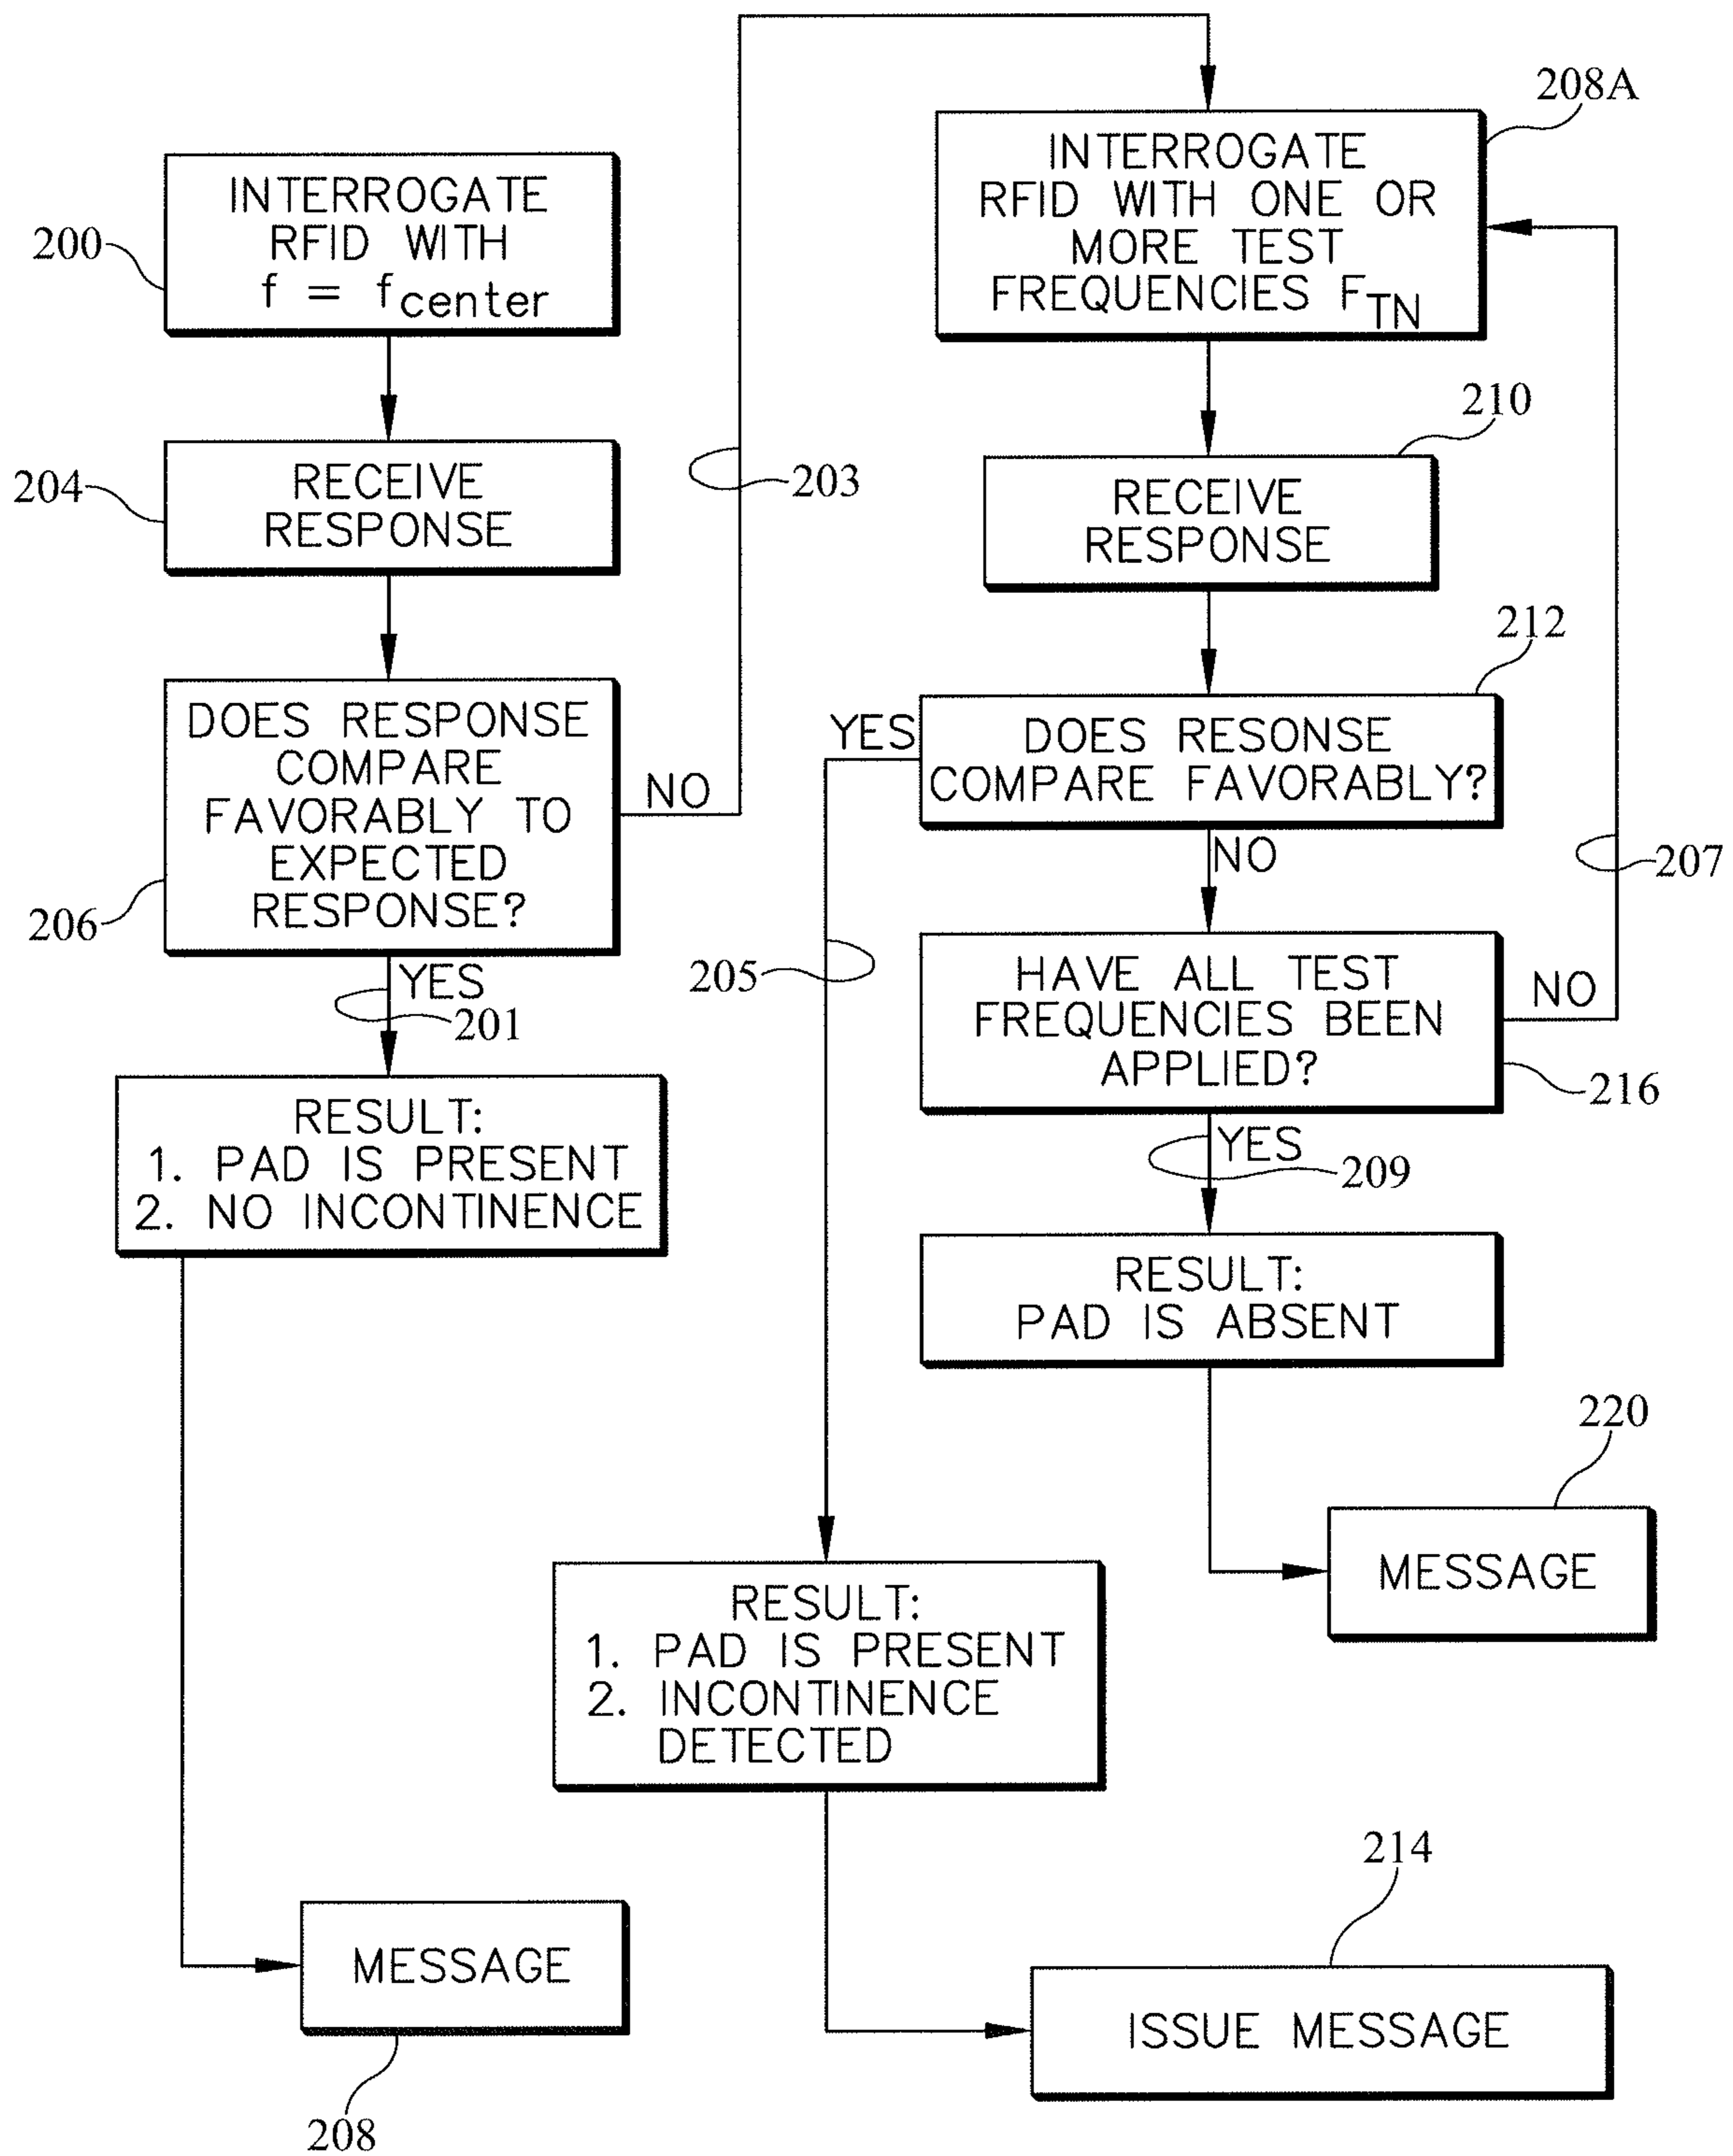 200
INTERROGATE
RFID WITH
f = fcenter
204
RECEIVE
RESPONSE
206
DOES RESPONSE
COMPARE
FAVORABLY TO
EXPECTED
RESPONSE?
NO
203
YES
201
RESULT:
1. PAD IS PRESENT
2. NO INCONTINENCE
MESSAGE
208
208A
INTERROGATE
RFID WITH ONE OR
MORE TEST
FREQUENCIES FTN
210
RECEIVE
RESPONSE
212
DOES RESONSE
COMPARE FAVORABLY?
YES
205
NO
207
HAVE ALL TEST
FREQUENCIES BEEN
APPLIED?
NO
216
YES
209
RESULT:
PAD IS ABSENT
220
MESSAGE
RESULT:
1. PAD IS PRESENT
2. INCONTINENCE
DETECTED
214
ISSUE MESSAGE